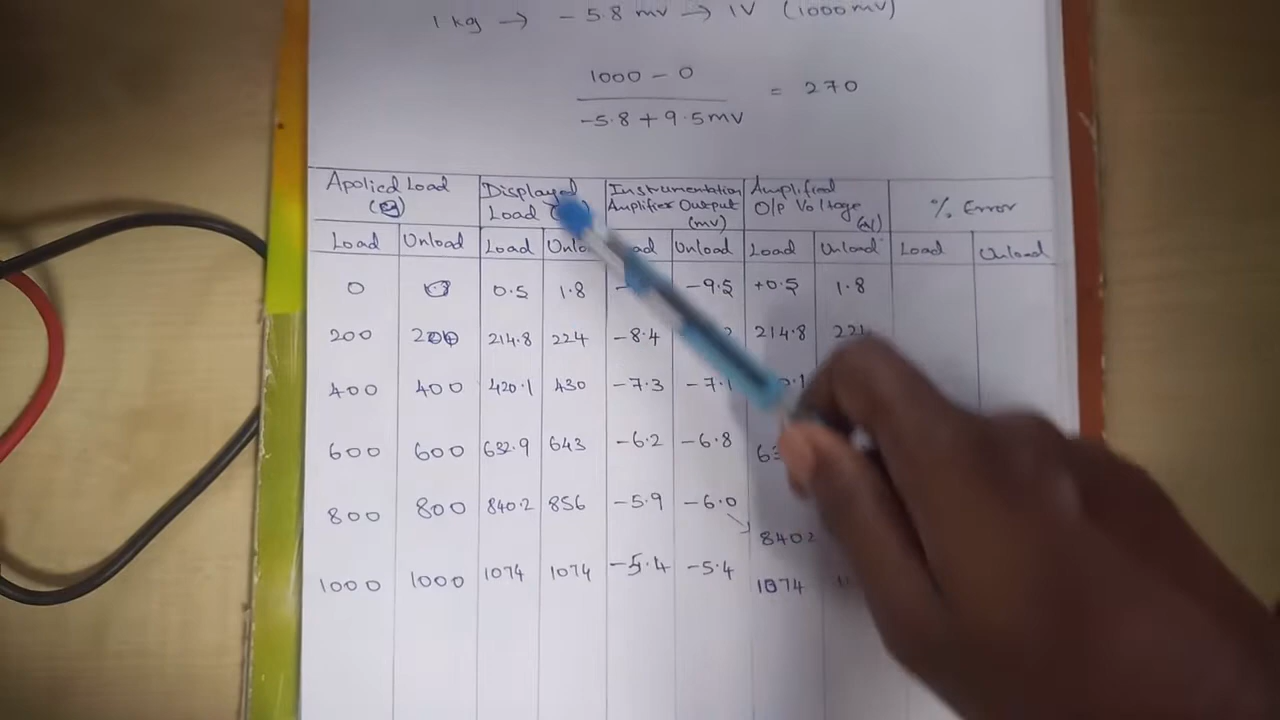 1 kg → - 5.8 mv → 1V (1000mv)
1000 - 0
-5.8 + 9.5mv
= 270
Applied Load Displayed Instrumentation Amplified
(g) Load Amplifier Output O/P Voltage % Error
(mv)
Load Unload Load Load Unload Load Unload Load Unload
0 0.5 1.8 -9.5 +0.5 1.8
200 200 214.8 224 -8.4 214.8
400 400 420.1 430 -7.3 -7.1
600 600 632.9 643 -6.2 -6.8
800 800 840.2 856 -5.9 -6.0 8402
1000 1000 1074 1074 -5.4 -5.4 1074